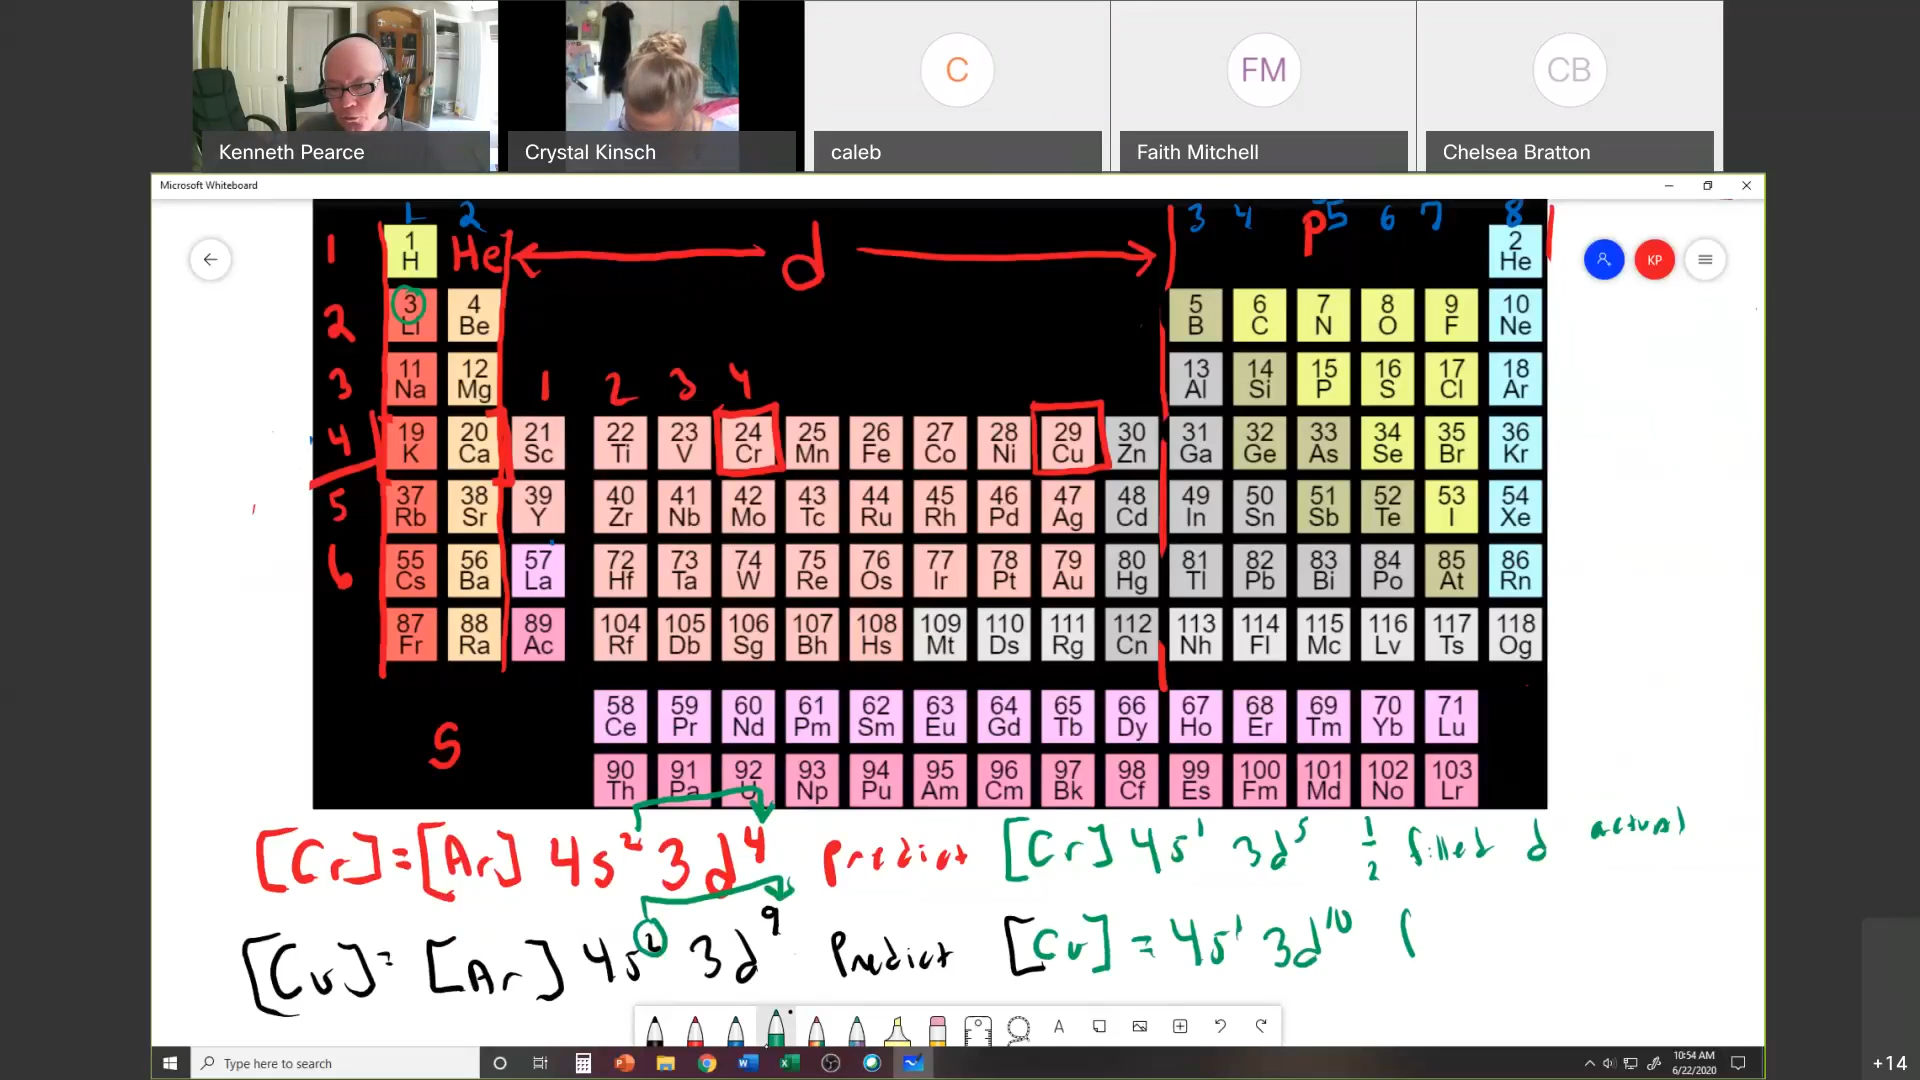 C FM CB
Kenneth Pearce Crystal Kinsch caleb Faith Mitchell Chelsea Bratton
Microsoft Whiteboard
1 2 3 4 P 5 6 7 8
1 1 H He d 2 He
KP
2 3 Li 4 Be 5 B 6 C 7 N 8 O 9 F 10 Ne
3 11 Na 12 Mg 1 2 3 4 13 Al 14 Si 15 P 16 S 17 Cl 18 Ar
4 19 K 20 Ca 21 Sc 22 Ti 23 V 24 Cr 25 Mn 26 Fe 27 Co 28 Ni 29 Cu 30 Zn 31 Ga 32 Ge 33 As 34 Se 35 Br 36 Kr
5 37 Rb 38 Sr 39 Y 40 Zr 41 Nb 42 Mo 43 Tc 44 Ru 45 Rh 46 Pd 47 Ag 48 Cd 49 In 50 Sn 51 Sb 52 Te 53 I 54 Xe
6 55 Cs 56 Ba 57 La 72 Hf 73 Ta 74 W 75 Re 76 Os 77 Ir 78 Pt 79 Au 80 Hg 81 Tl 82 Pb 83 Bi 84 Po 85 At 86 Rn
87 Fr 88 Ra 89 Ac 104 Rf 105 Db 106 Sg 107 Bh 108 Hs 109 Mt 110 Ds 111 Rg 112 Cn 113 Nh 114 Fl 115 Mc 116 Lv 117 Ts 118 Og
58 Ce 59 Pr 60 Nd 61 Pm 62 Sm 63 Eu 64 Gd 65 Tb 66 Dy 67 Ho 68 Er 69 Tm 70 Yb 71 Lu
S
90 Th 91 Pa 92 U 93 Np 94 Pu 95 Am 96 Cm 97 Bk 98 Cf 99 Es 100 Fm 101 Md 102 No 103 Lr
[Cr]=[Ar] 4s² 3d⁴ Predict [Cr] 4s¹ 3d⁵ 1/2 filled d actual
[Cu]=[Ar] 4s² 3d⁹ Predict [Cu] = 4s¹ 3d¹⁰ (
Type here to search
10:54 AM
6/22/2020
+14